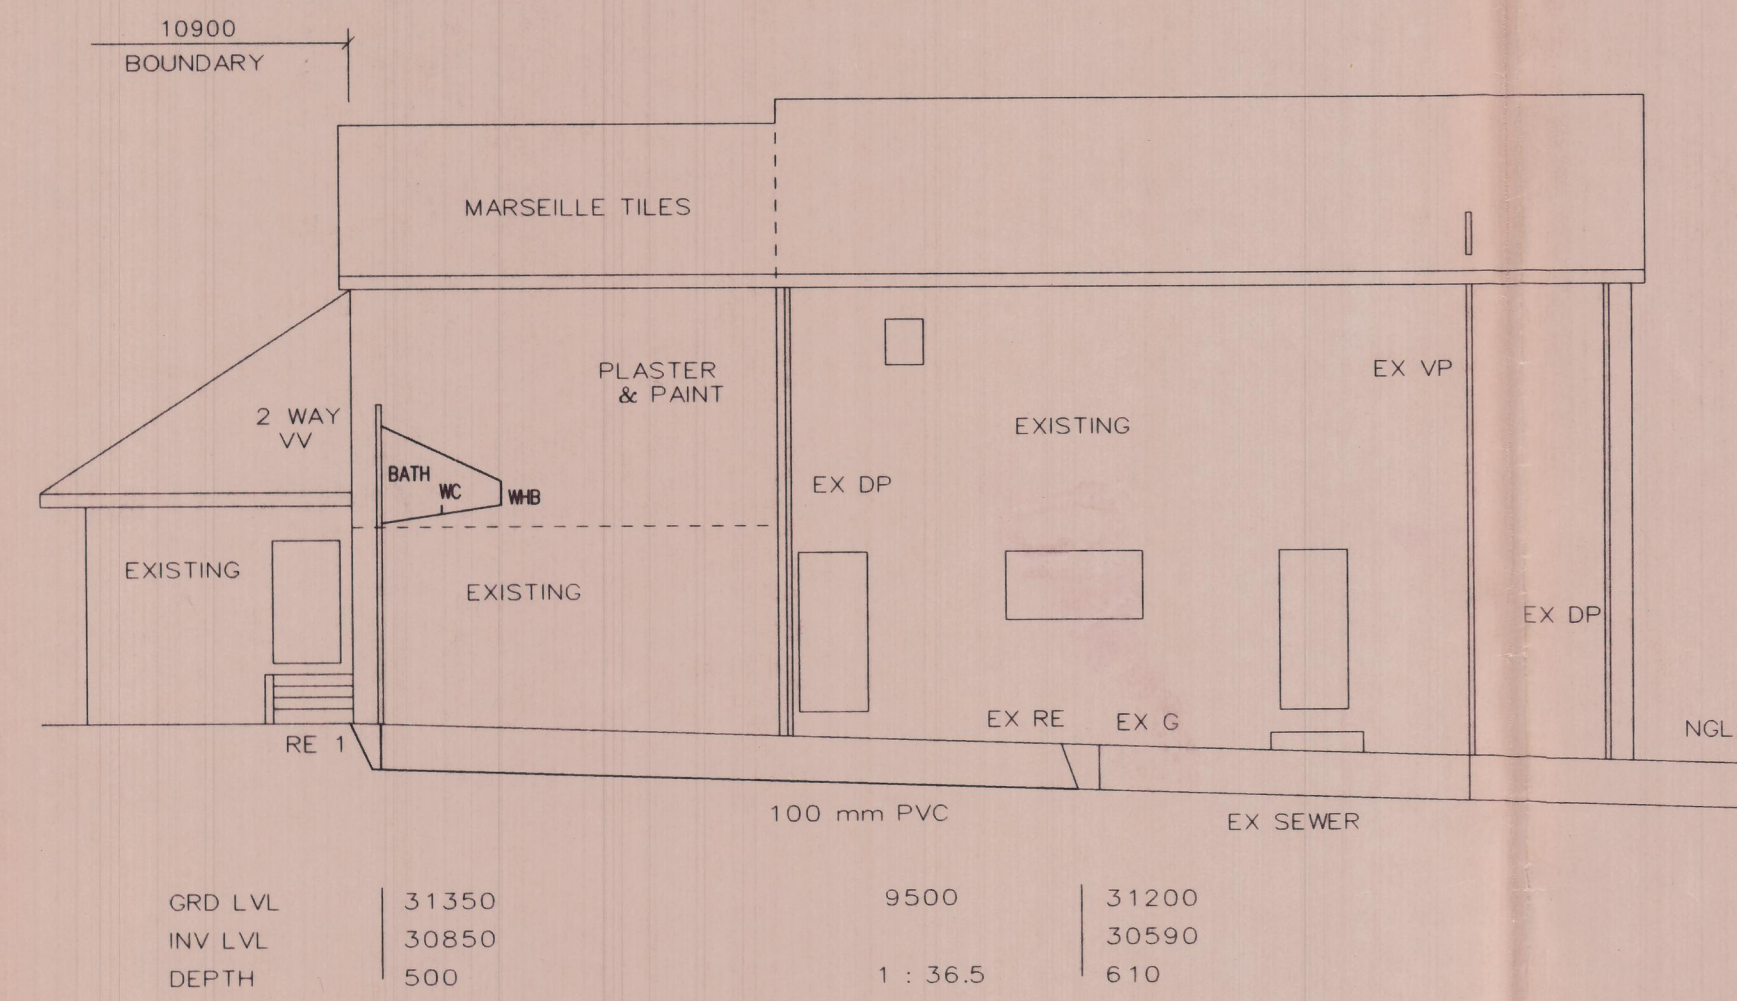 10900
BOUNDARY
MARSEILLE TILES
PLASTER
& PAINT
EX VP
2 WAY
VV
EXISTING
BATH
WC
WHB
EX DP
EXISTING
EXISTING
EX DP
EX RE
EX G
NGL
RE 1
100 mm PVC
EX SEWER
GRD LVL 31350 9500 31200
INV LVL 30850 30590
DEPTH 500 1 : 36.5 610